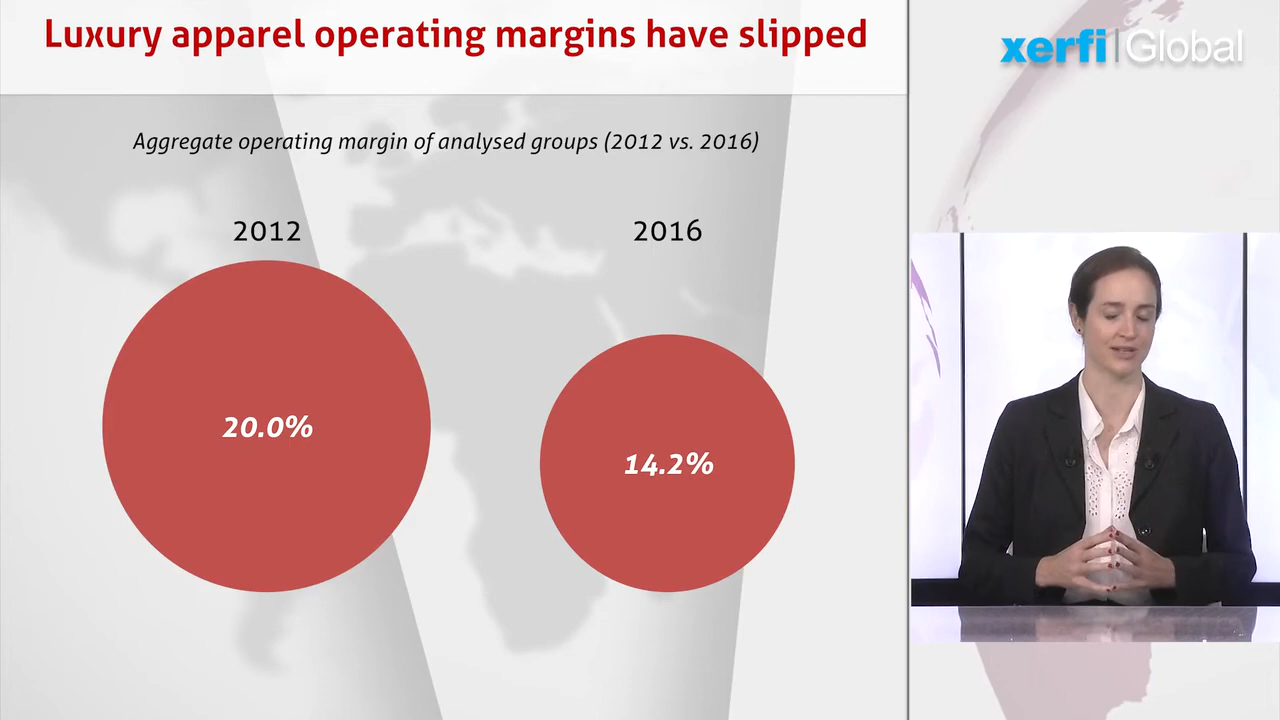 Luxury apparel operating margins have slipped
xerfi Global
Aggregate operating margin of analysed groups (2012 vs. 2016)
2012
2016
20.0%
14.2%